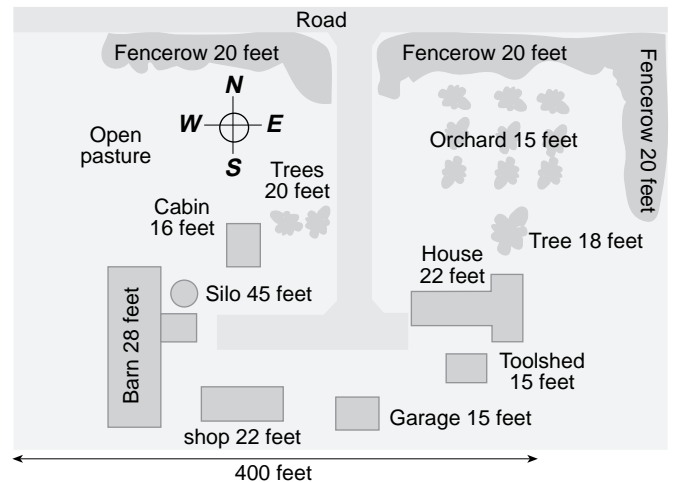 Road
Fencerow 20 feet
Fencerow 20 feet
Fencerow 20 feet
N
W
E
S
Open
pasture
Orchard 15 feet
Trees
20 feet
Cabin
16 feet
Tree 18 feet
House
22 feet
Silo 45 feet
Barn 28 feet
Toolshed
15 feet
Garage 15 feet
shop 22 feet
400 feet